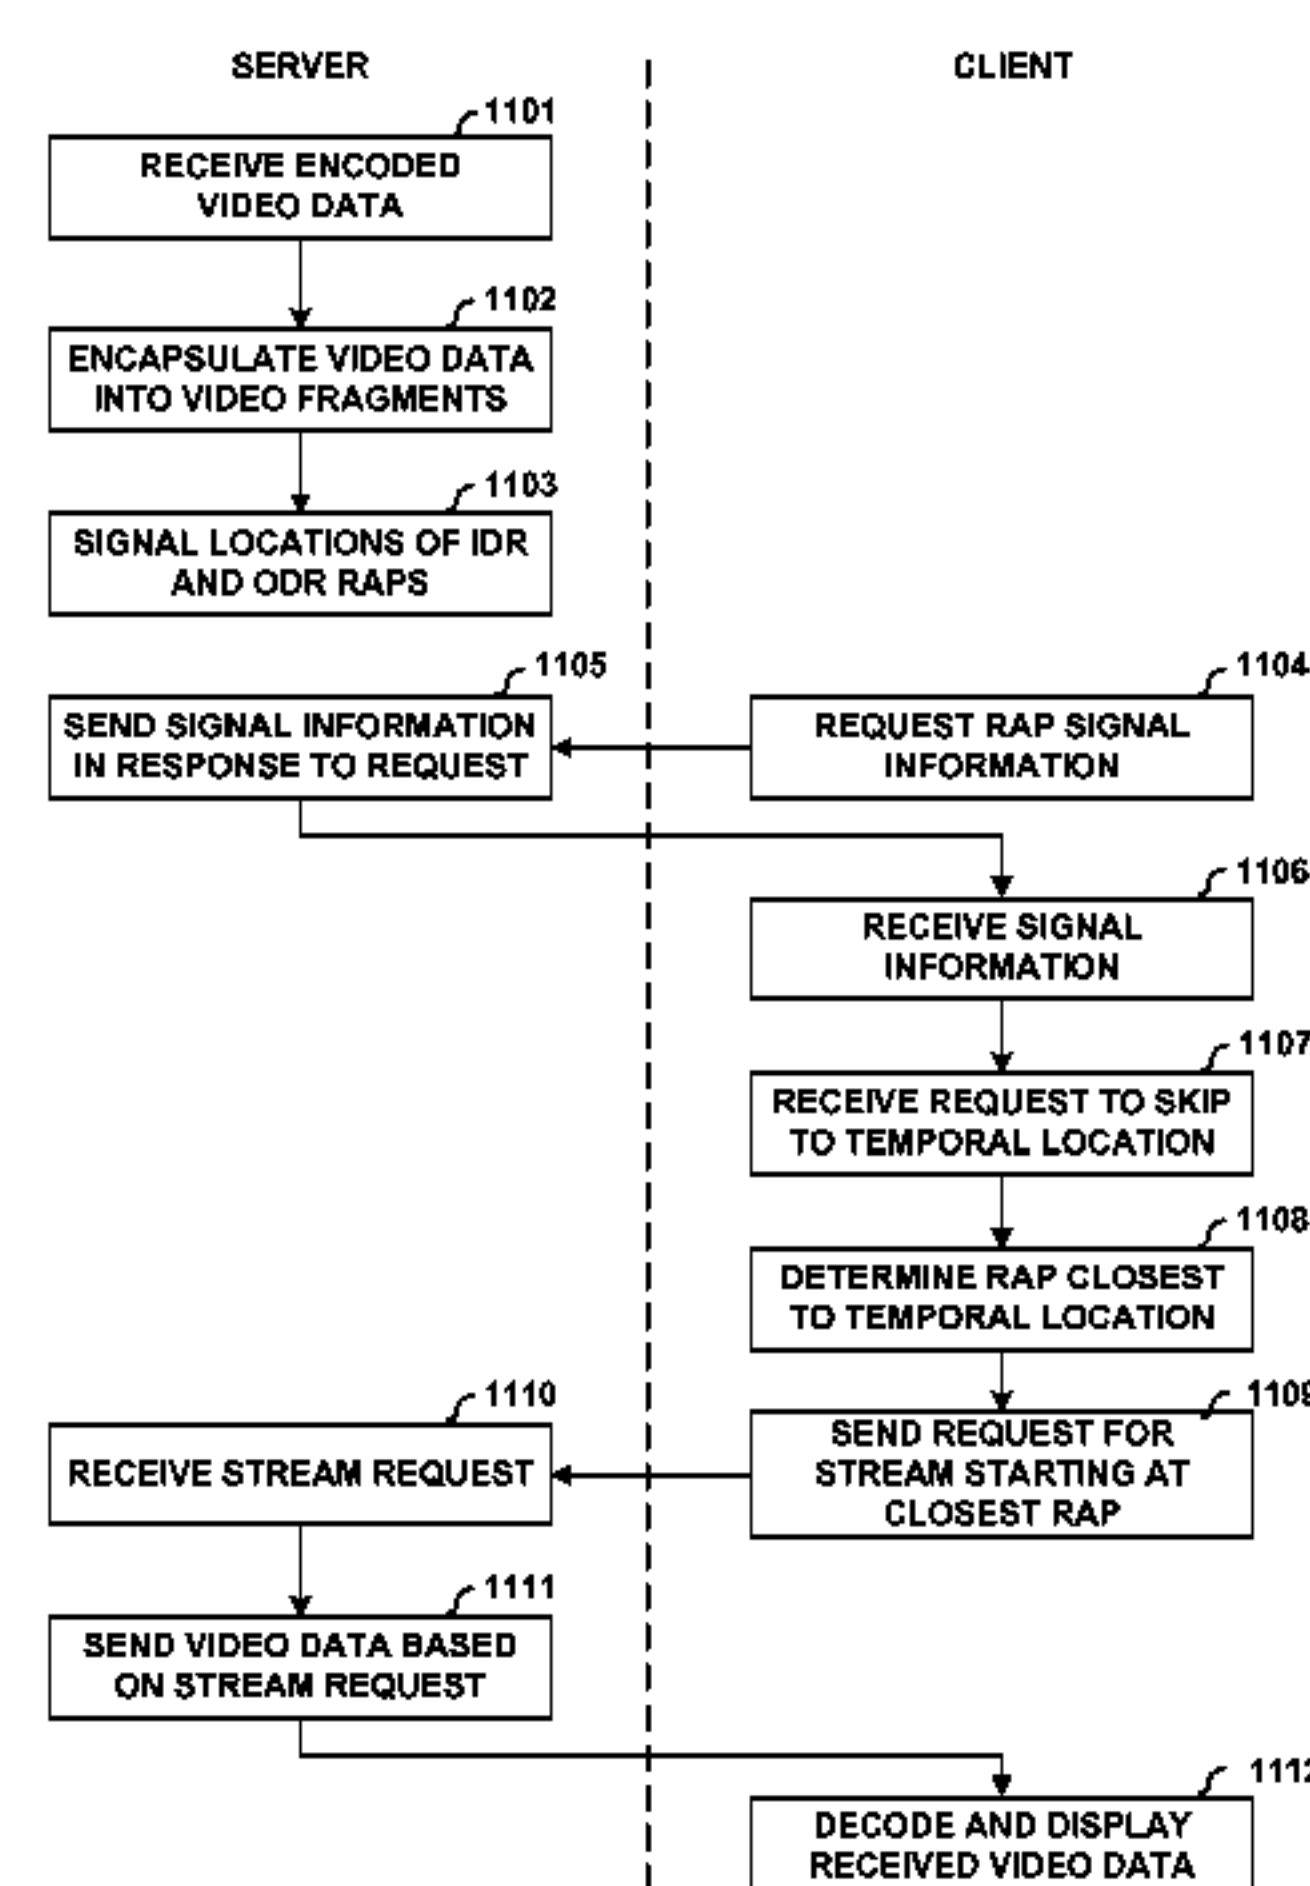 SERVER
CLIENT
1101
RECEIVE ENCODED
VIDEO DATA
1102
ENCAPSULATE VIDEO DATA
INTO VIDEO FRAGMENTS
1103
SIGNAL LOCATIONS OF IDR
AND ODR RAPS
1105
SEND SIGNAL INFORMATION
IN RESPONSE TO REQUEST
1104
REQUEST RAP SIGNAL
INFORMATION
1106
RECEIVE SIGNAL
INFORMATION
1107
RECEIVE REQUEST TO SKIP
TO TEMPORAL LOCATION
1108
DETERMINE RAP CLOSEST
TO TEMPORAL LOCATION
1109
SEND REQUEST FOR
STREAM STARTING AT
CLOSEST RAP
1110
RECEIVE STREAM REQUEST
1111
SEND VIDEO DATA BASED
ON STREAM REQUEST
1112
DECODE AND DISPLAY
RECEIVED VIDEO DATA